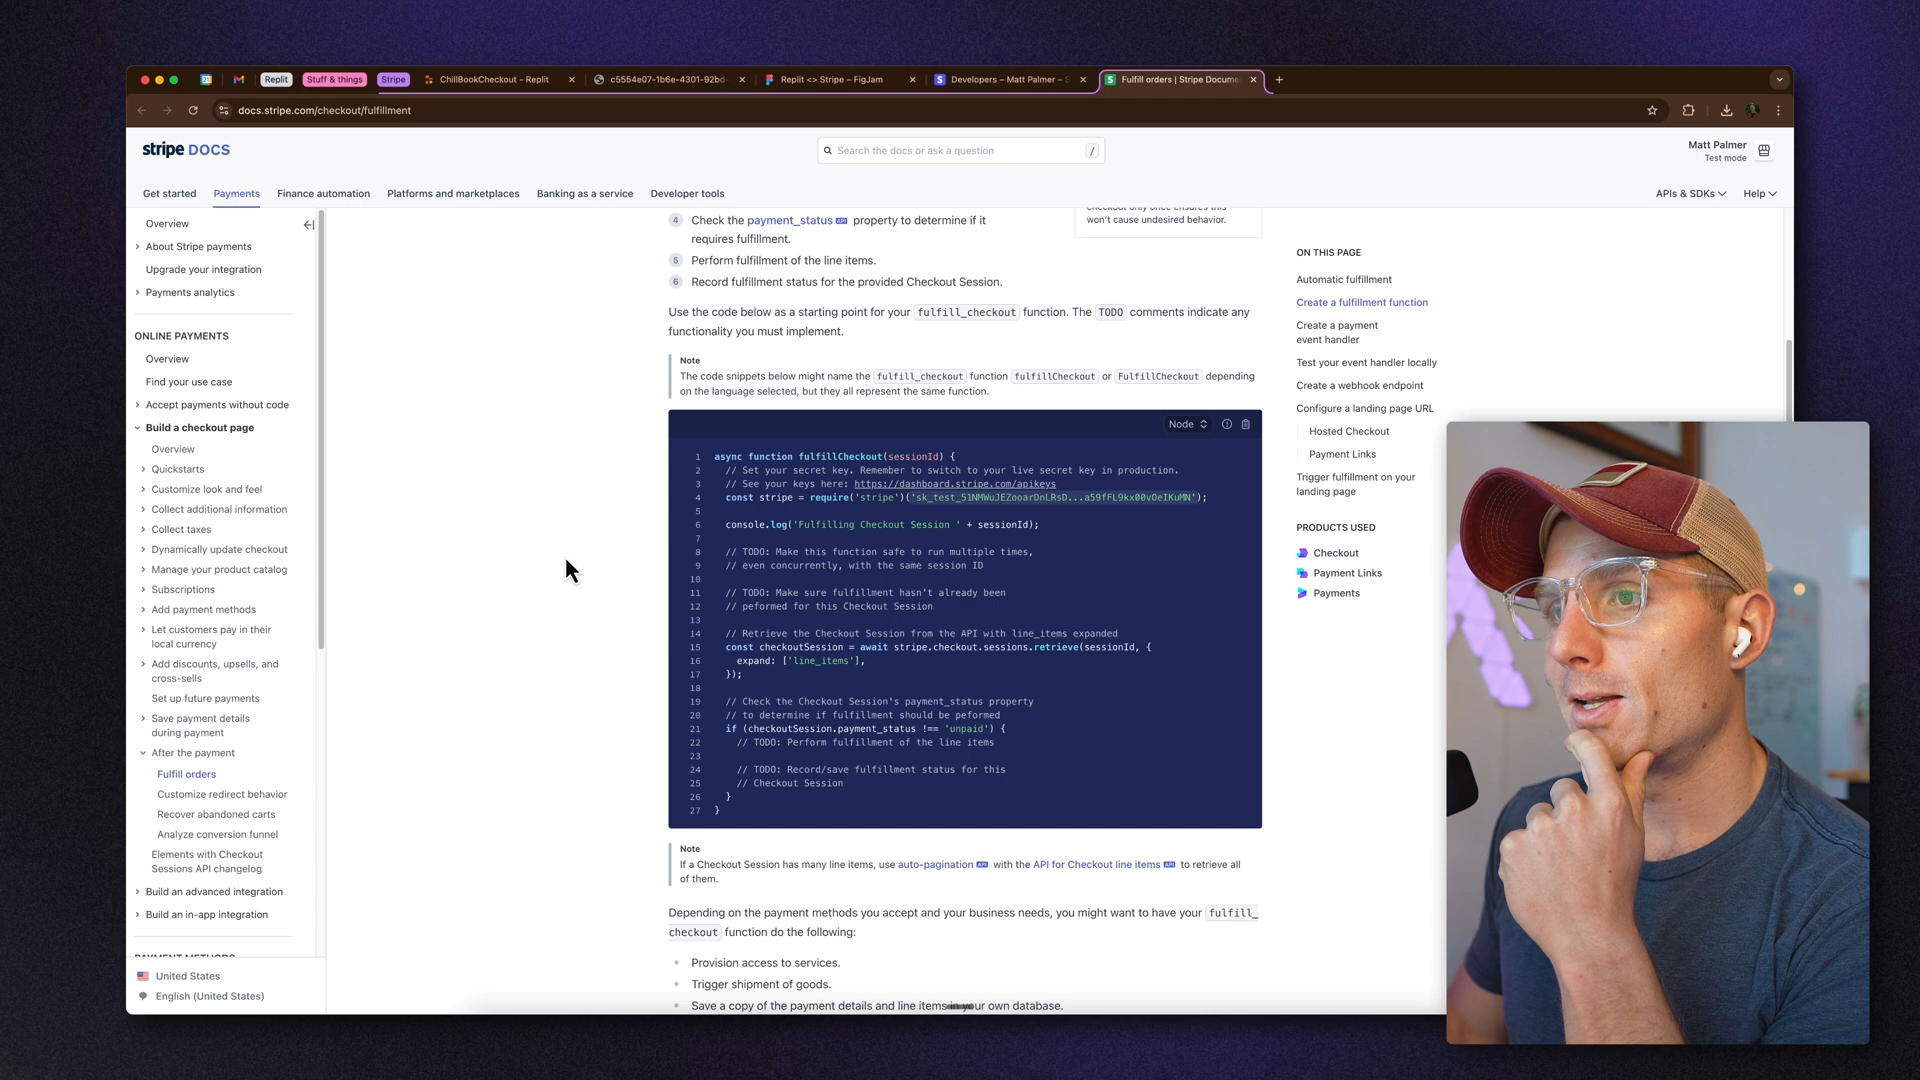 Replit
Stuff & things
Stripe
ChillBookCheckout - Replit
c5554e07-1b6e-4301-92bd-
Replit <> Stripe – FigJam
Developers – Matt Palmer – S
Fulfill orders | Stripe Docume
docs.stripe.com/checkout/fulfillment
stripe DOCS
Search the docs or ask a question
/
Matt Palmer
Test mode
Get started
Payments
Finance automation
Platforms and marketplaces
Banking as a service
Developer tools
APIs & SDKs
Help
Overview
About Stripe payments
Upgrade your integration
Payments analytics
ONLINE PAYMENTS
Overview
Find your use case
Accept payments without code
Build a checkout page
Overview
Quickstarts
Customize look and feel
Collect additional information
Collect taxes
Dynamically update checkout
Manage your product catalog
Subscriptions
Add payment methods
Let customers pay in their
local currency
Add discounts, upsells, and
cross-sells
Set up future payments
Save payment details
during payment
After the payment
Fulfill orders
Customize redirect behavior
Recover abandoned carts
Analyze conversion funnel
Elements with Checkout
Sessions API changelog
Build an advanced integration
Build an in-app integration
PAYMENT METHODS
United States
English (United States)
checkout only once ensures this
won't cause undesired behavior.
4 Check the payment_status API property to determine if it
requires fulfillment.
5 Perform fulfillment of the line items.
6 Record fulfillment status for the provided Checkout Session.
Use the code below as a starting point for your fulfill_checkout function. The TODO comments indicate any
functionality you must implement.
Note
The code snippets below might name the fulfill_checkout function fulfillCheckout or FulfillCheckout depending
on the language selected, but they all represent the same function.
Node
1 async function fulfillCheckout(sessionId) {
2 // Set your secret key. Remember to switch to your live secret key in production.
3 // See your keys here: https://dashboard.stripe.com/apikeys
4 const stripe = require('stripe')('sk_test_51NMWuJEZooarDnLRsD...a59fFL9kx00vOeIKuMN');
5
6 console.log('Fulfilling Checkout Session ' + sessionId);
7
8 // TODO: Make this function safe to run multiple times,
9 // even concurrently, with the same session ID
10
11 // TODO: Make sure fulfillment hasn't already been
12 // peformed for this Checkout Session
13
14 // Retrieve the Checkout Session from the API with line_items expanded
15 const checkoutSession = await stripe.checkout.sessions.retrieve(sessionId, {
16 expand: ['line_items'],
17 });
18
19 // Check the Checkout Session's payment_status property
20 // to determine if fulfillment should be peformed
21 if (checkoutSession.payment_status !== 'unpaid') {
22 // TODO: Perform fulfillment of the line items
23
24 // TODO: Record/save fulfillment status for this
25 // Checkout Session
26 }
27 }
Note
If a Checkout Session has many line items, use auto-pagination API with the API for Checkout line items API to retrieve all
of them.
Depending on the payment methods you accept and your business needs, you might want to have your fulfill_
checkout function do the following:
Provision access to services.
Trigger shipment of goods.
Save a copy of the payment details and line items in your own database.
ON THIS PAGE
Automatic fulfillment
Create a fulfillment function
Create a payment
event handler
Test your event handler locally
Create a webhook endpoint
Configure a landing page URL
Hosted Checkout
Payment Links
Trigger fulfillment on your
landing page
PRODUCTS USED
Checkout
Payment Links
Payments